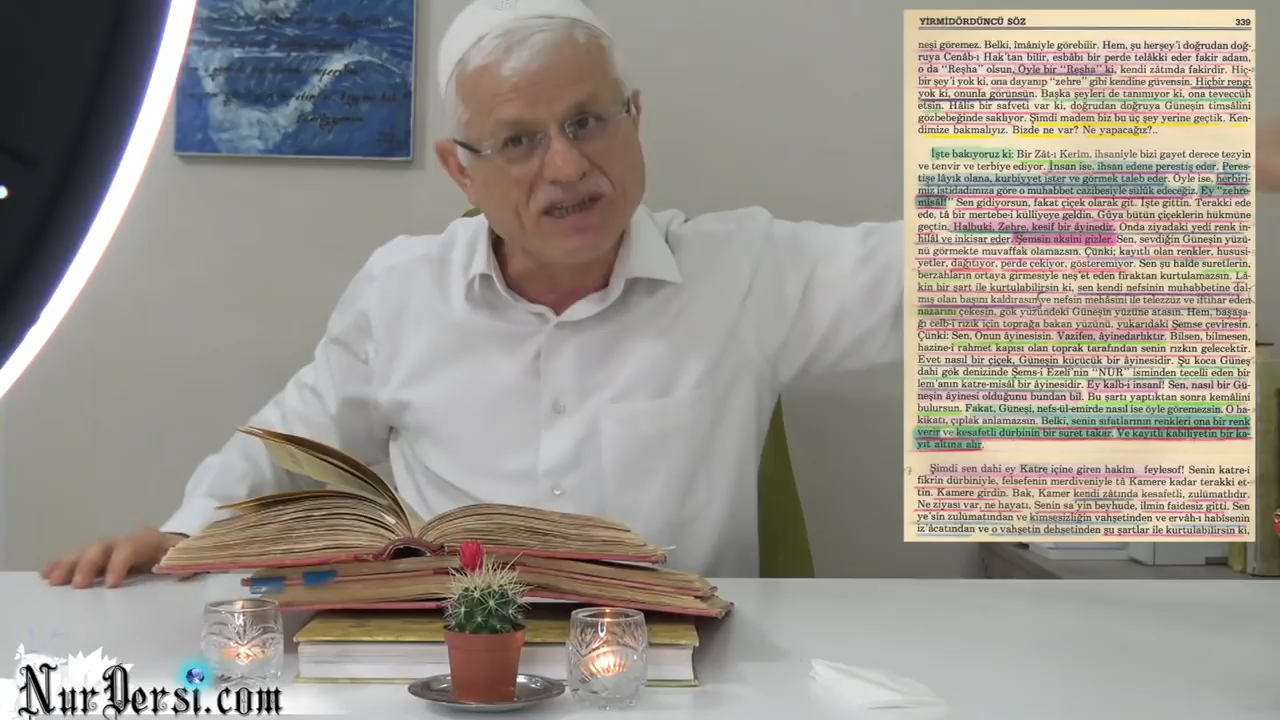 YİRMİDÖRDÜNCÜ SÖZ 339
neşi göremez. Belki, îmâniyle görebilir. Hem, şu herşey'i doğrudan doğ-
ruya Cenâb-ı Hak'tan bilir, esbâbı bir perde telâkki eder fakir adam,
o da "Reşha" olsun. Öyle bir "Reşha" ki, kendi zâtında fakirdir. Hiç-
bir şey'i yok ki, ona dayanıp "zehre" gibi kendine güvensin. Hiçbir rengi
yok ki, onunla görünsün. Başka şeyleri de tanımıyor ki, ona teveccüh
etsin. Hâlis bir safveti var ki, doğrudan doğruya Güneşin timsâlini
gözbebeğinde saklıyor. Şimdi madem biz bu üç şey yerine geçtik. Ken-
dimize bakmalıyız. Bizde ne var? Ne yapacağız?..
İşte bakıyoruz ki: Bir Zât-ı Kerîm, ihsaniyle bizi gayet derece tezyin
ve tenvir ve terbiye ediyor. İnsan ise, ihsan edene perestiş eder. Peres-
tişe lâyık olana, kurbiyyet ister ve görmek taleb eder. Öyle ise, herbiri-
miz istidadımıza göre o muhabbet cazibesiyle sülûk edeceğiz. Ey "zehre-
misâl!" Sen gidiyorsun, fakat çiçek olarak git. İşte gittin. Terakki ede
ede, tâ bir mertebe-i külliyeye geldin. Gûya bütün çiçeklerin hükmüne
geçtin. Halbuki, Zehre, kesif bir âyinedir. Onda ziyadaki yedi renk in-
hilâl ve inkisar eder. Şemsin aksini gizler. Sen, sevdiğin Güneşin yüzü-
nü görmekte muvaffak olamazsın. Çünki; kayıtlı olan renkler, hususi-
yetler, dağıtıyor, perde çekiyor, gösteremiyor. Sen şu halde suretlerin,
berzahların ortaya girmesiyle neş'et eden firaktan kurtulamazsın. Lâ-
kin bir şart ile kurtulabilirsin ki, sen kendi nefsinin muhabbetine dal-
mış olan başını kaldırasın ve nefsin mehâsini ile telezzüz ve iftihar eden
nazarını çekesin, gök yüzündeki Güneşin yüzüne atasın. Hem, başaşa-
ğı celb-i rızık için toprağa bakan yüzünü, yukarıdaki Şemse çeviresin.
Çünki: Sen, Onun âyinesisin. Vazifen, âyinedarlıktır. Bilsen, bilmesen,
hazine-i rahmet kapısı olan toprak tarafından senin rızkın gelecektir.
Evet nasıl bir çiçek, Güneşin küçücük bir âyinesidir. Şu koca Güneş
dahi gök denizinde Şems-i Ezelî'nin "NUR" isminden tecelli eden bir
lem'anın katre-misâl bir âyinesidir. Ey kalb-i insanî! Sen, nasıl bir Gü-
neşin âyinesi olduğunu bundan bil. Bu şartı yaptıktan sonra kemâlini
bulursun. Fakat, Güneşi, nefs-ül-emirde nasıl ise öyle göremezsin. O ha-
kikatı, çıplak anlamazsın. Belki, senin sıfatlarının renkleri ona bir renk
verir ve kesafetli dürbinin bir suret takar. Ve kayıtlı kabiliyetin bir ka-
yıt altına alır.
Şimdi sen dahi ey Katre içine giren hakîm feylesof! Senin katre-i
fikrin dürbiniyle, felsefenin merdiveniyle tâ Kamere kadar terakki et-
tin. Kamere girdin. Bak, Kamer kendi zâtında kesafetli, zulümatlıdır.
Ne ziyası var, ne hayatı. Senin sa'yin beyhude, ilmin faidesiz gitti. Sen
ye'sin zulümatından ve kimsesizliğin vahşetinden ve ervâh-ı habîsenin
iz'âcatından ve o vahşetin dehşetinden şu şartlar ile kurtulabilirsin ki,
NurDersi.com